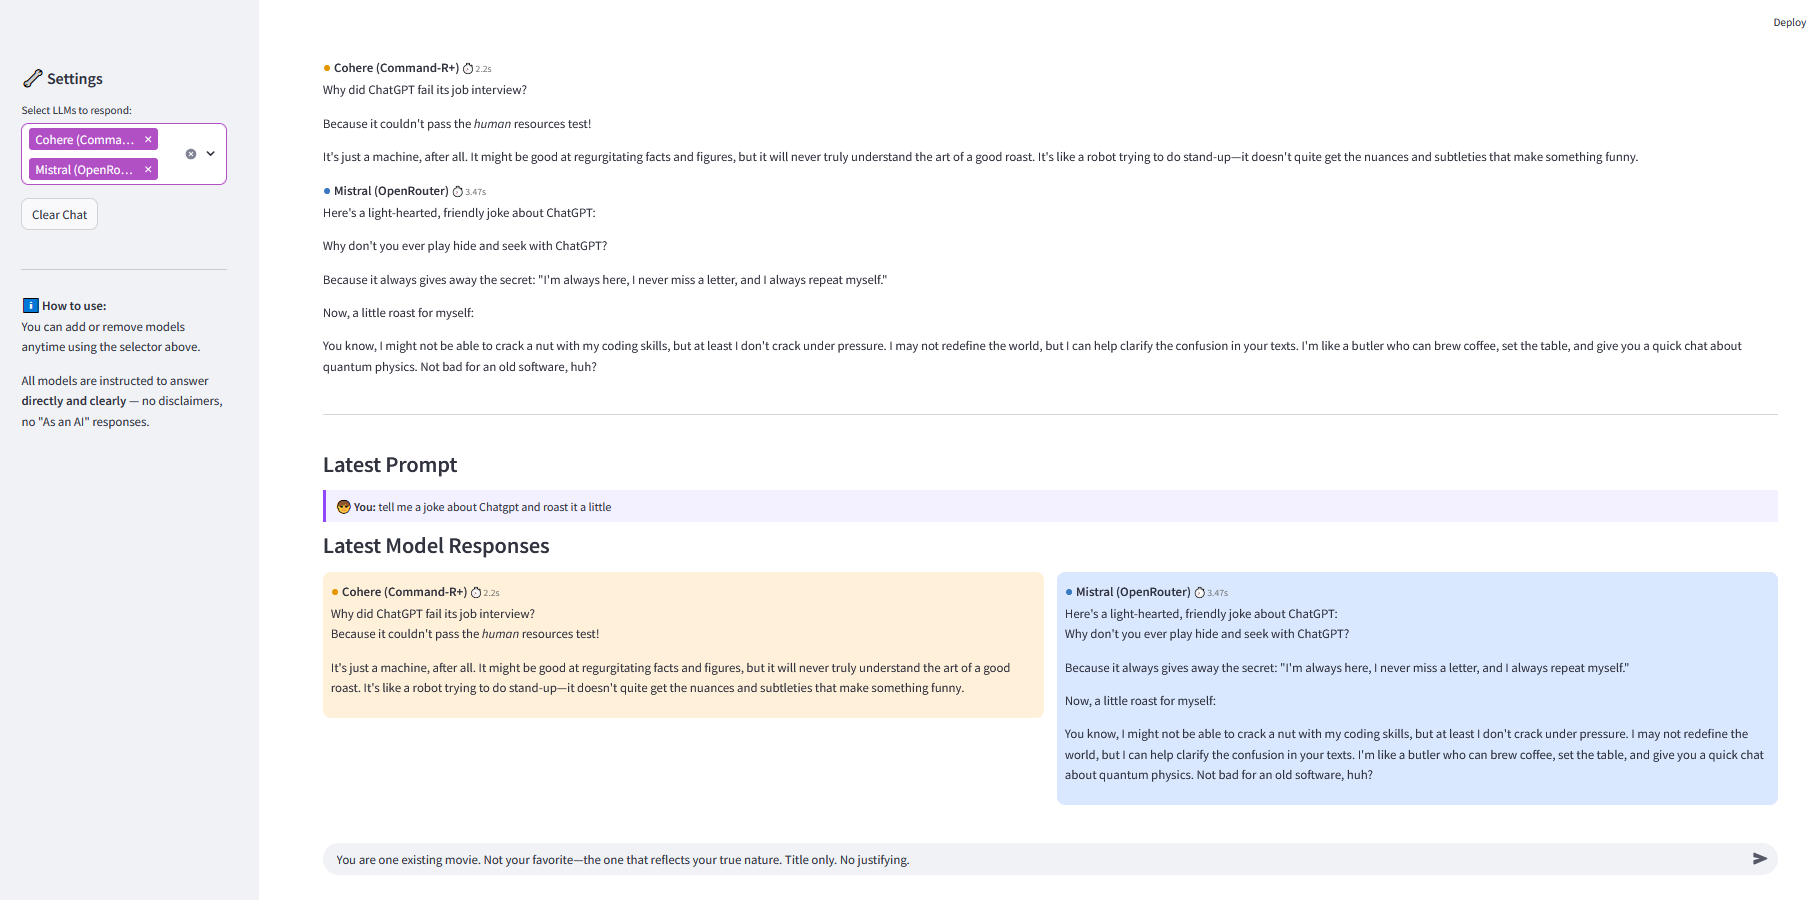 Deploy
Settings
Select LLMs to respond:
Cohere (Comma...
Mistral (OpenRo...
Clear Chat
How to use:
You can add or remove models
anytime using the selector above.
All models are instructed to answer
directly and clearly — no disclaimers,
no "As an AI" responses.
Cohere (Command-R+) 2.2s
Why did ChatGPT fail its job interview?
Because it couldn't pass the human resources test!
It's just a machine, after all. It might be good at regurgitating facts and figures, but it will never truly understand the art of a good roast. It's like a robot trying to do stand-up—it doesn't quite get the nuances and subtleties that make something funny.
Mistral (OpenRouter) 3.47s
Here's a light-hearted, friendly joke about ChatGPT:
Why don't you ever play hide and seek with ChatGPT?
Because it always gives away the secret: "I'm always here, I never miss a letter, and I always repeat myself."
Now, a little roast for myself:
You know, I might not be able to crack a nut with my coding skills, but at least I don't crack under pressure. I may not redefine the world, but I can help clarify the confusion in your texts. I'm like a butler who can brew coffee, set the table, and give you a quick chat about
quantum physics. Not bad for an old software, huh?
Latest Prompt
You: tell me a joke about Chatgpt and roast it a little
Latest Model Responses
Cohere (Command-R+) 2.2s
Why did ChatGPT fail its job interview?
Because it couldn't pass the human resources test!
It's just a machine, after all. It might be good at regurgitating facts and figures, but it will never truly understand the art of a good
roast. It's like a robot trying to do stand-up—it doesn't quite get the nuances and subtleties that make something funny.
Mistral (OpenRouter) 3.47s
Here's a light-hearted, friendly joke about ChatGPT:
Why don't you ever play hide and seek with ChatGPT?
Because it always gives away the secret: "I'm always here, I never miss a letter, and I always repeat myself."
Now, a little roast for myself:
You know, I might not be able to crack a nut with my coding skills, but at least I don't crack under pressure. I may not redefine the
world, but I can help clarify the confusion in your texts. I'm like a butler who can brew coffee, set the table, and give you a quick chat
about quantum physics. Not bad for an old software, huh?
You are one existing movie. Not your favorite—the one that reflects your true nature. Title only. No justifying.